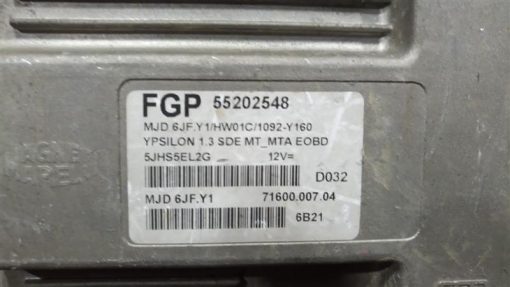 FGP 55202548
MJD 6JF.Y1/HW01C/1092-Y160
YPSILON 1.3 SDE MT_MTA EOBD
5JHS5EL2G _ 12V=
D032
MJD 6JF.Y1 71600.007.04
6B21